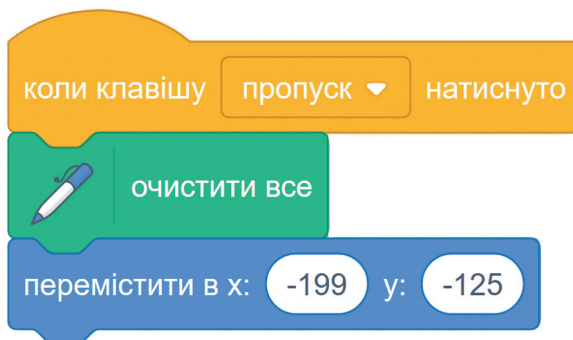 коли клавішу пропуск натиснуто
очистити все
перемістити в x: -199 y: -125